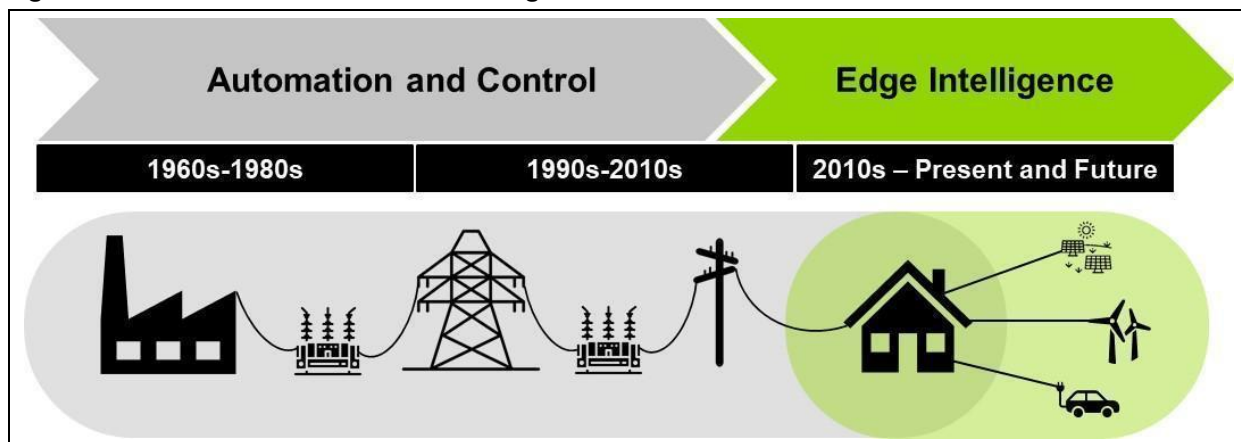 Automation and Control
Edge Intelligence
1960s-1980s
1990s-2010s
2010s – Present and Future